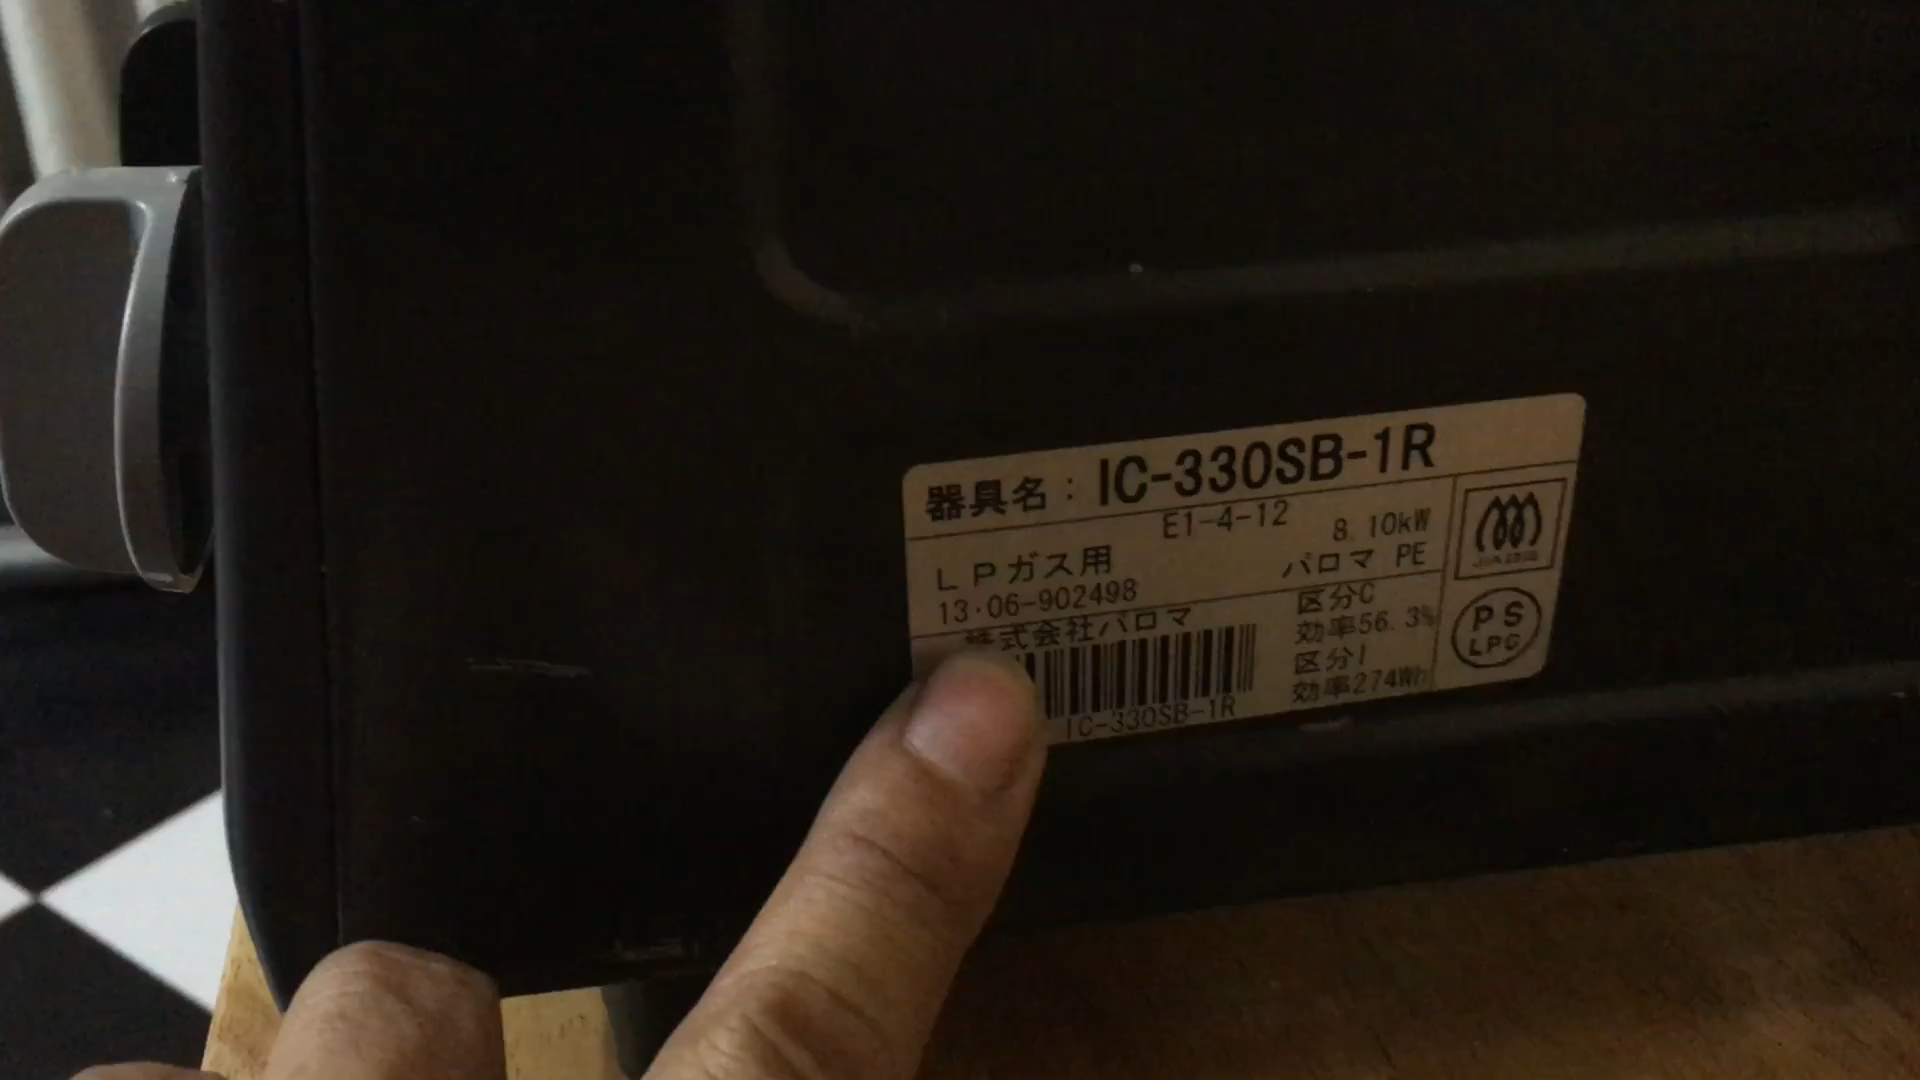 器具名：IC-330SB-1R
E1-4-12 8.10kW
LPガス用 パロマ PE
13・06-902498
株式会社パロマ
区分C
効率56.3%
区分I
効率274Wh
IC-330SB-1R
PS
LPG